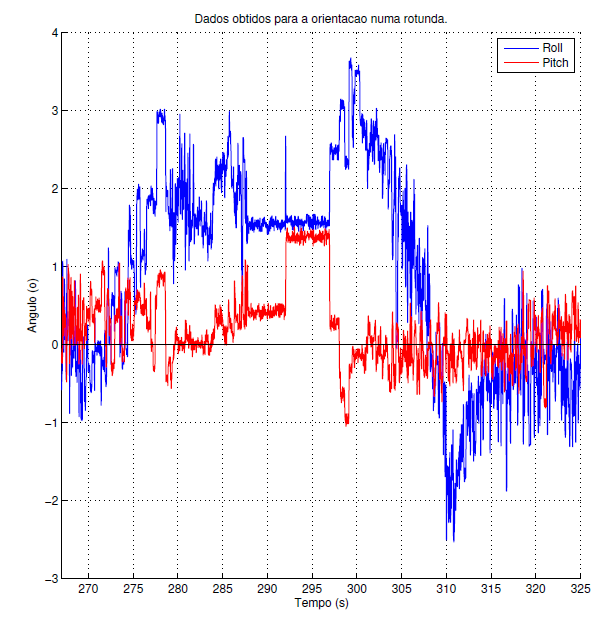 Dados obtidos para a orientacao numa rotunda.
Roll
Pitch
4
3
2
1
0
−1
−2
−3
Angulo (o)
270 275 280 285 290 295 300 305 310 315 320 325
Tempo (s)